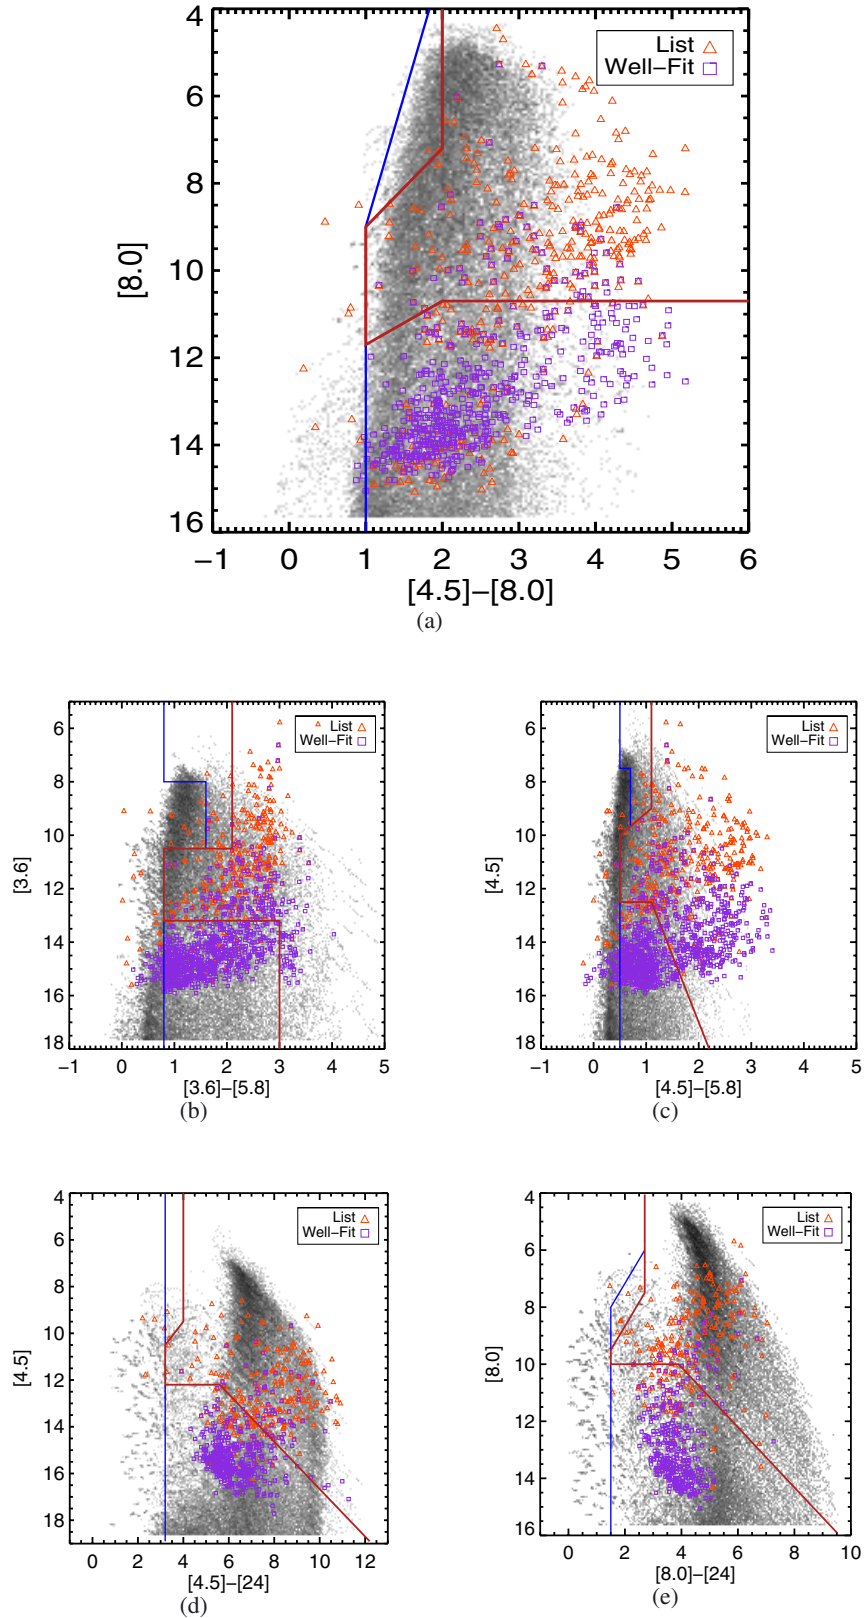 4
6
8
10
12
14
16
[8.0]
List
Well-Fit
−1 0 1 2 3 4 5 6
[4.5]−[8.0]
(a)
6
8
10
12
14
16
18
[3.6]
List
Well-Fit
−1 0 1 2 3 4 5
[3.6]−[5.8]
(b)
6
8
10
12
14
16
18
[4.5]
List
Well-Fit
−1 0 1 2 3 4 5
[4.5]−[5.8]
(c)
4
6
8
10
12
14
16
18
[4.5]
List
Well-Fit
0 2 4 6 8 10 12
[4.5]−[24]
(d)
4
6
8
10
12
14
16
[8.0]
List
Well-Fit
0 2 4 6 8 10
[8.0]−[24]
(e)